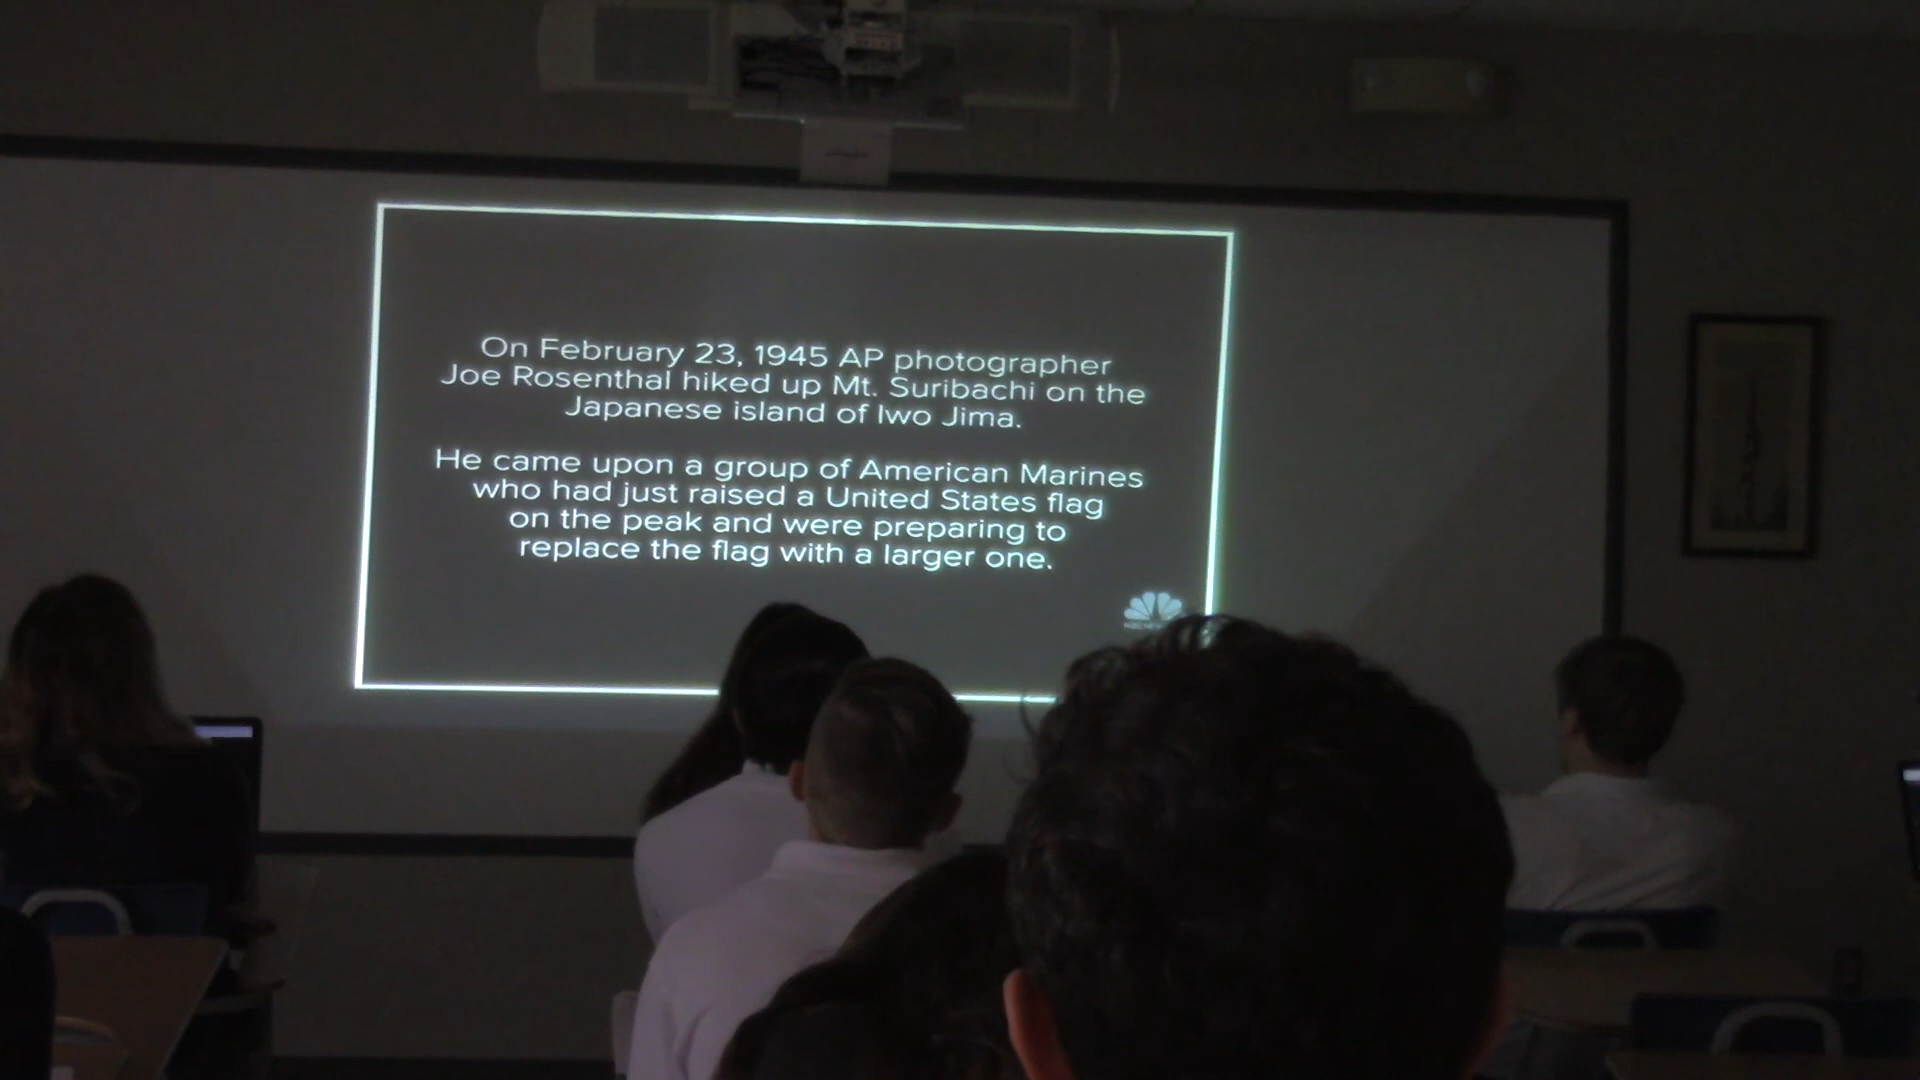 On February 23, 1945 AP photographer
Joe Rosenthal hiked up Mt. Suribachi on the
Japanese island of Iwo Jima.
He came upon a group of American Marines
who had just raised a United States flag
on the peak and were preparing to
replace the flag with a larger one.